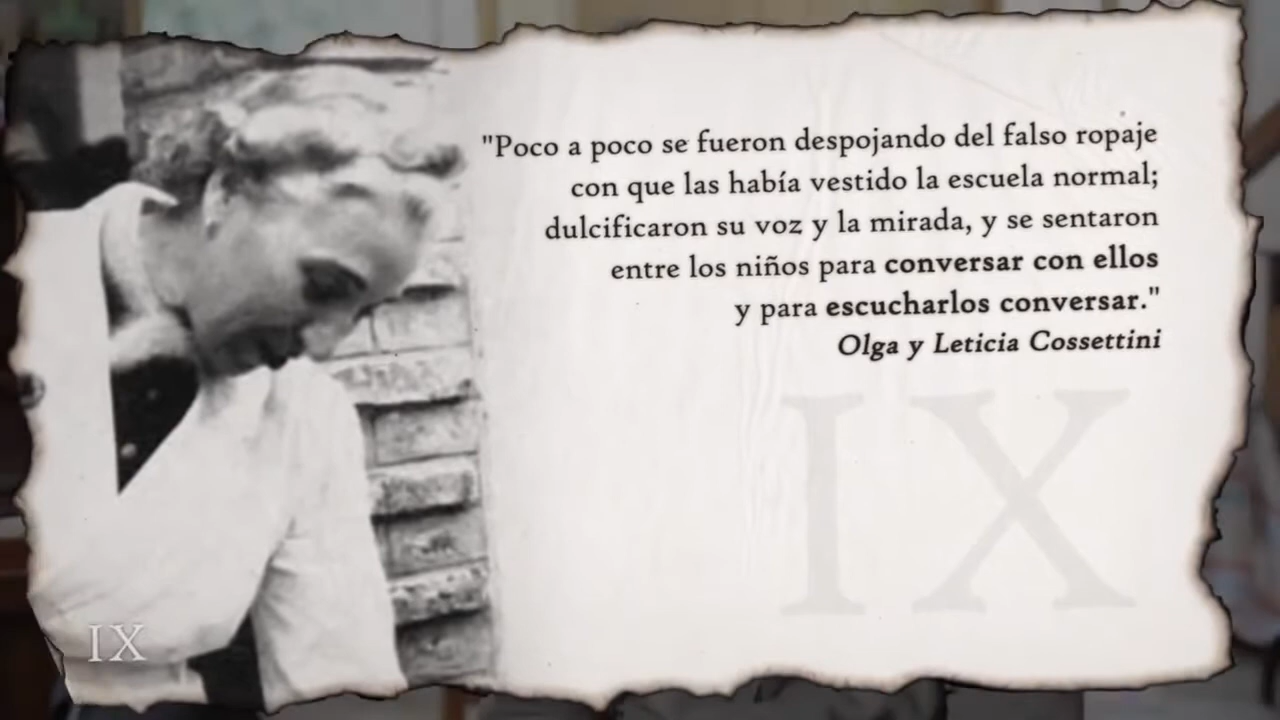 "Poco a poco se fueron despojando del falso ropaje
con que las había vestido la escuela normal;
dulcificaron su voz y la mirada, y se sentaron
entre los niños para conversar con ellos
y para escucharlos conversar."
Olga y Leticia Cossettini
IX
IX